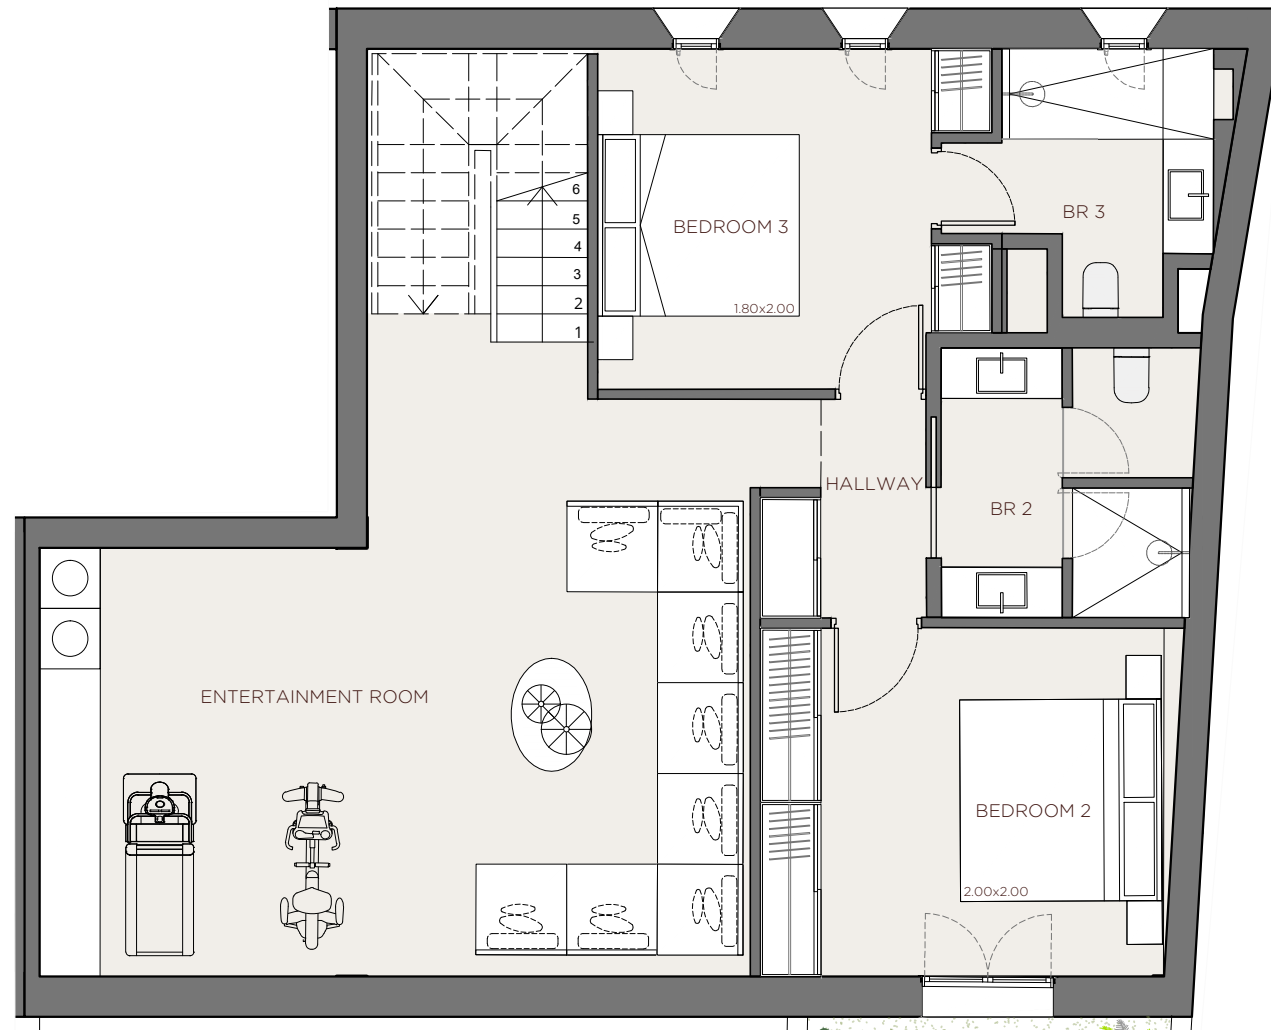 6
5
BR 3
BEDROOM 3
4
3
2
1.80x2.00
1
HALLWAY
BR 2
ENTERTAINMENT ROOM
BEDROOM 2
2.00x2.00